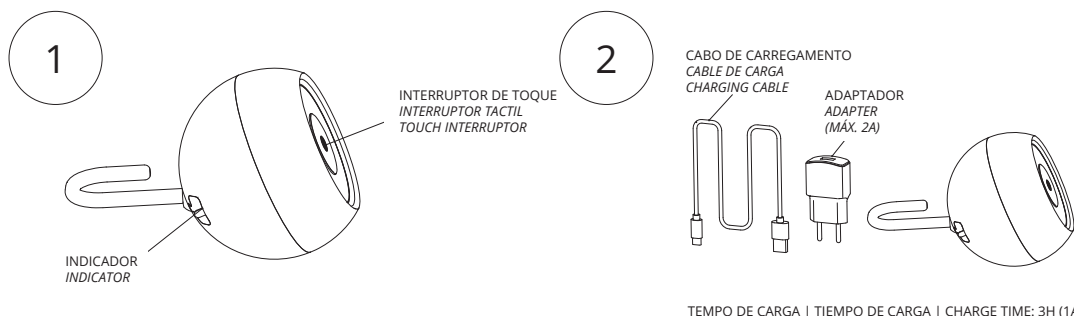 1
INTERRUPTOR DE TOQUE
INTERRUPTOR TACTIL
TOUCH INTERRUPTOR
INDICADOR
INDICATOR
2
CABO DE CARREGAMENTO
CABLE DE CARGA
CHARGING CABLE
ADAPTADOR
ADAPTER
(MÁX. 2A)
TEMPO DE CARGA | TIEMPO DE CARGA | CHARGE TIME: 3H (1A